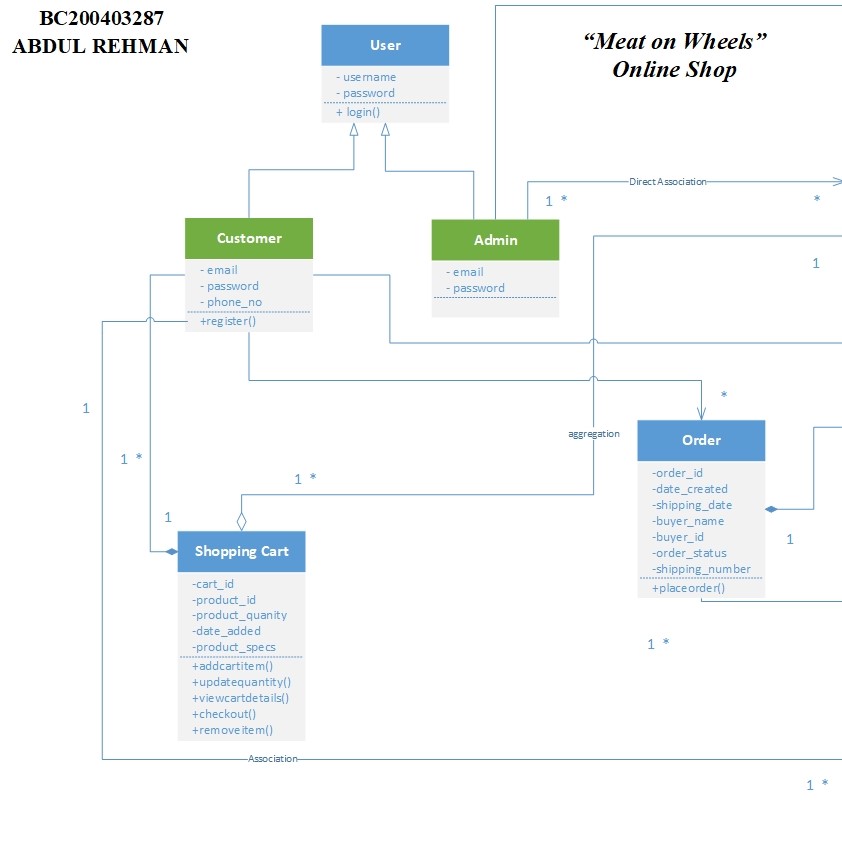 BC200403287
ABDUL REHMAN
“Meat on Wheels”
Online Shop
User
- username
- password
+ login()
Direct Association
1 *
*
1
Customer
- email
- password
- phone_no
+register()
Admin
- email
- password
1
1 *
1
1 *
aggregation
*
Order
-order_id
-date_created
-shipping_date
-buyer_name
-buyer_id
-order_status
-shipping_number
+placeorder()
1
1 *
Shopping Cart
-cart_id
-product_id
-product_quanity
-date_added
-product_specs
+addcartitem()
+updatequantity()
+viewcartdetails()
+checkout()
+removeitem()
Association
1 *